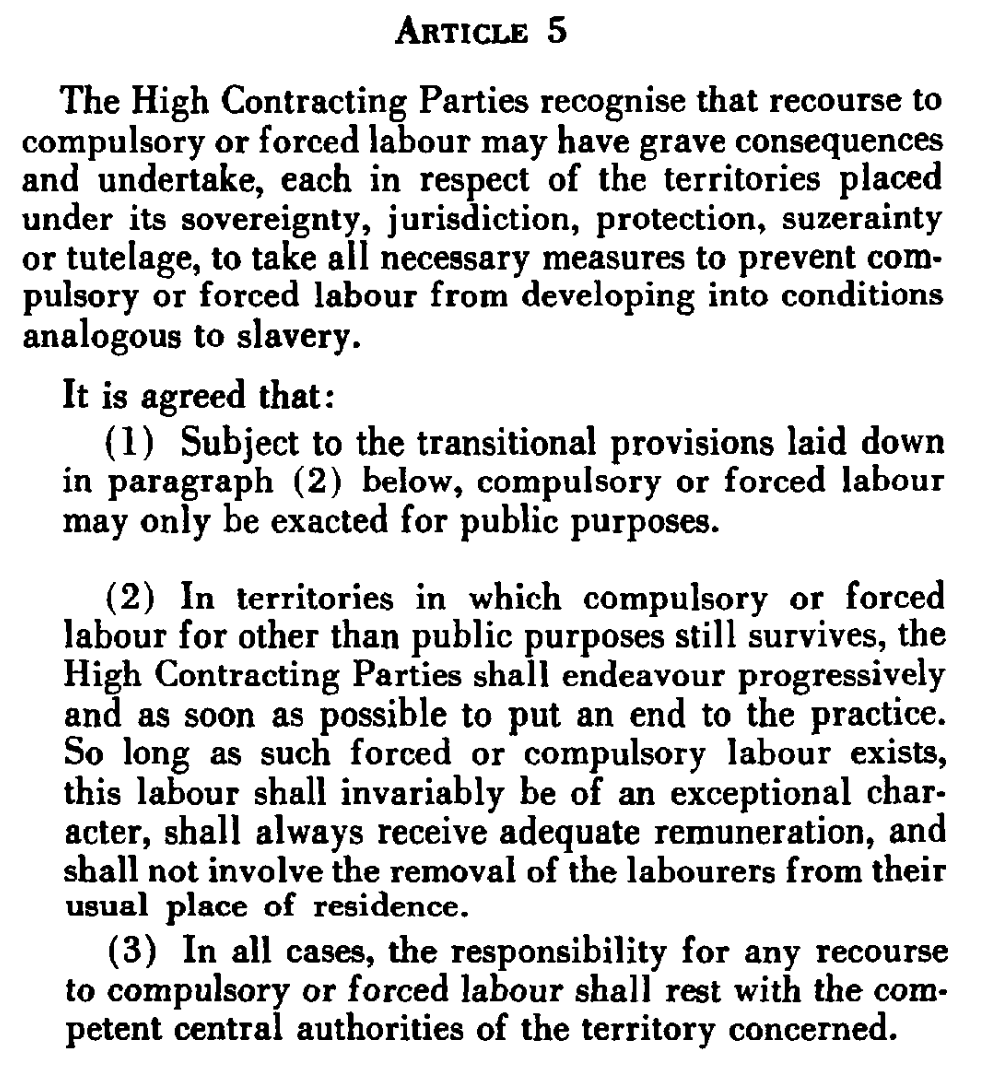 ARTICLE 5
The High Contracting Parties recognise that recourse to
compulsory or forced labour may have grave consequences
and undertake, each in respect of the territories placed
under its sovereignty, jurisdiction, protection, suzerainty
or tutelage, to take all necessary measures to prevent com-
pulsory or forced labour from developing into conditions
analogous to slavery.
It is agreed that:
(1) Subject to the transitional provisions laid down
in paragraph (2) below, compulsory or forced labour
may only be exacted for public purposes.
(2) In territories in which compulsory or forced
labour for other than public purposes still survives, the
High Contracting Parties shall endeavour progressively
and as soon as possible to put an end to the practice.
So long as such forced or compulsory labour exists,
this labour shall invariably be of an exceptional char-
acter, shall always receive adequate remuneration, and
shall not involve the removal of the labourers from their
usual place of residence.
(3) In all cases, the responsibility for any recourse
to compulsory or forced labour shall rest with the com-
petent central authorities of the territory concerned.